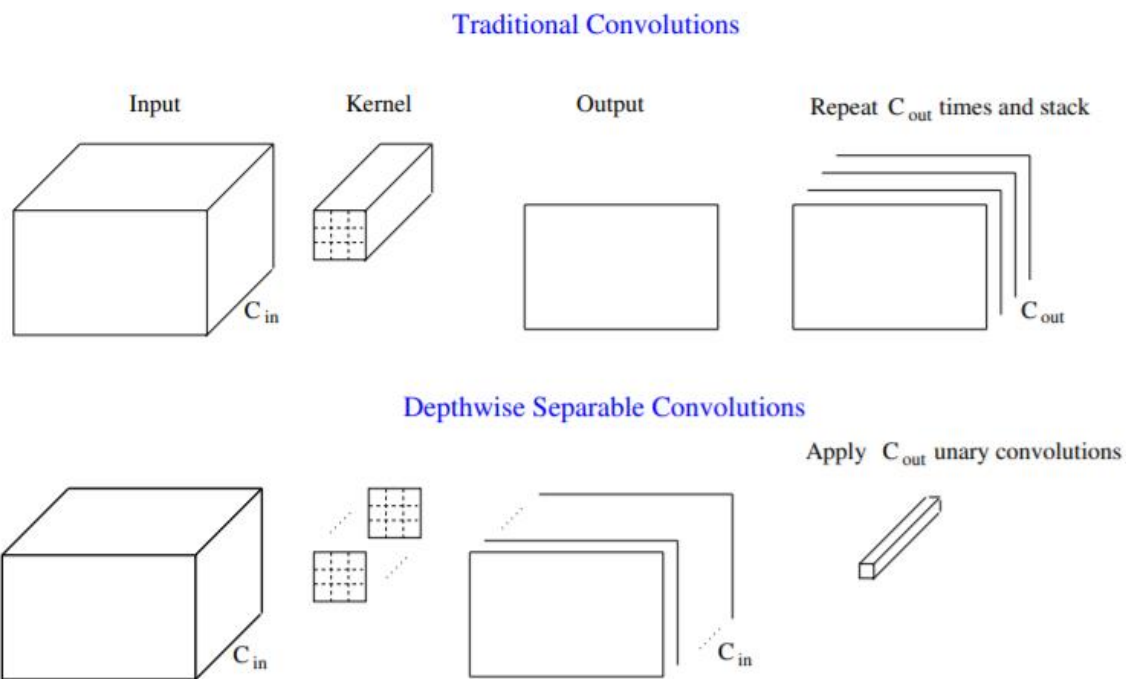 Traditional Convolutions
Input Kernel Output Repeat C out times and stack
C in C out
Depthwise Separable Convolutions
Apply C out unary convolutions
C in C in